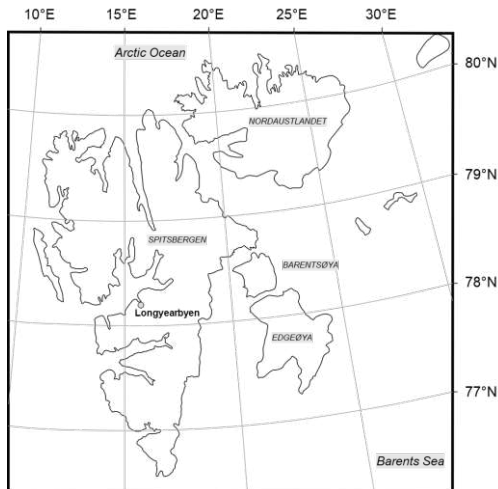 10°E 15°E 20°E 25°E 30°E
Arctic Ocean
80°N
NORDAUSTLANDET
79°N
SPITSBERGEN
BARENTSØYA
78°N
Longyearbyen
EDGEØYA
77°N
Barents Sea